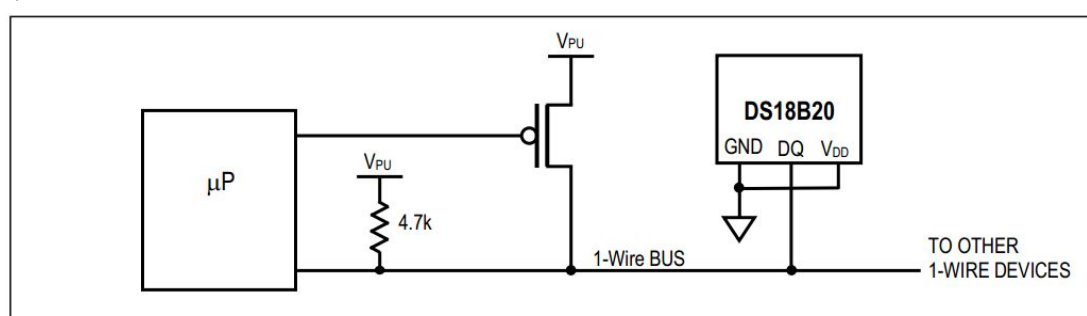 VPU
DS18B20
GND DQ VDD
μP
VPU
4.7k
1-Wire BUS
TO OTHER
1-WIRE DEVICES